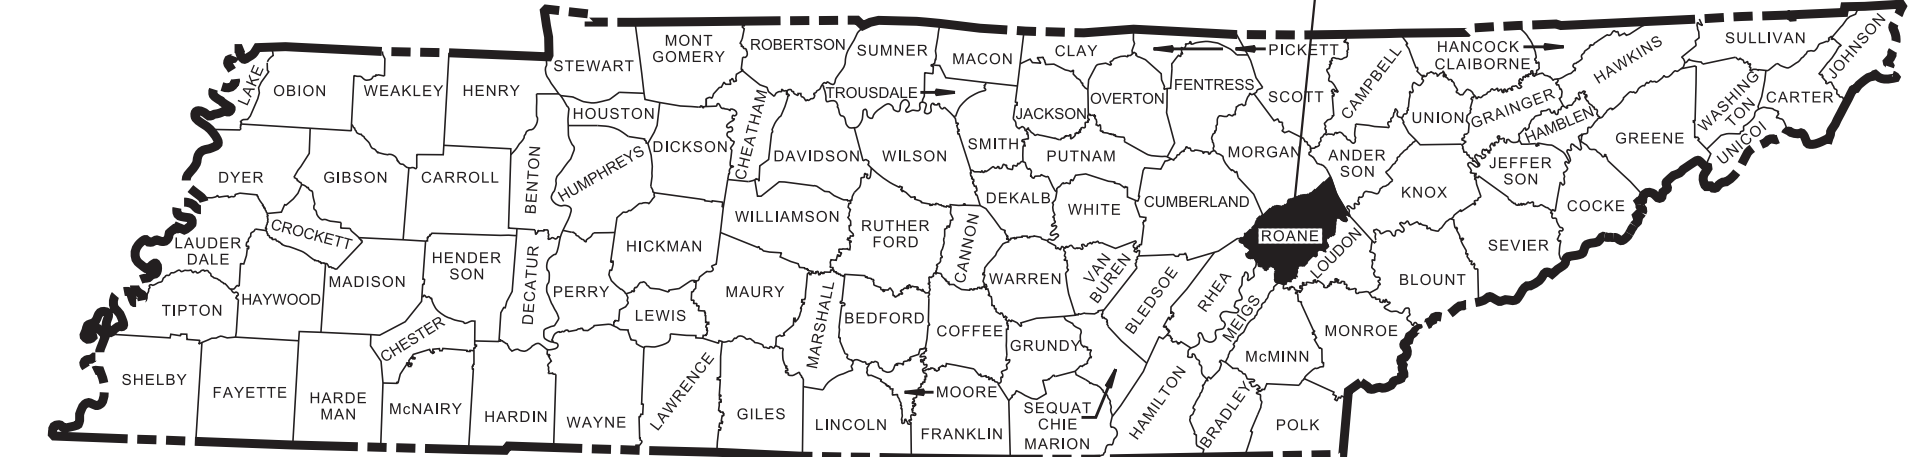 LAKE
OBION
WEAKLEY
HENRY
STEWART
MONT
GOMERY
ROBERTSON
SUMNER
MACON
CLAY
PICKETT
HANCOCK
CLAIBORNE
HAWKINS
SULLIVAN
JOHNSON
TROUSDALE
HOUSTON
CHEATHAM
JACKSON
OVERTON
FENTRESS
SCOTT
CAMPBELL
UNION
GRAINGER
HAMBLEN
WASHING
TON
CARTER
UNICOI
GREENE
DYER
GIBSON
CARROLL
BENTON
HUMPHREYS
DICKSON
DAVIDSON
WILSON
SMITH
PUTNAM
MORGAN
ANDER
SON
KNOX
JEFFER
SON
COCKE
LAUDER
DALE
CROCKETT
WILLIAMSON
RUTHER
FORD
CANNON
DEKALB
WHITE
CUMBERLAND
ROANE
LOUDON
BLOUNT
SEVIER
TIPTON
HAYWOOD
MADISON
HENDER
SON
DECATUR
PERRY
HICKMAN
LEWIS
MAURY
MARSHALL
BEDFORD
COFFEE
WARREN
VAN
BUREN
BLEDSOE
RHEA
MEIGS
McMINN
MONROE
SHELBY
FAYETTE
HARDE
MAN
CHESTER
McNAIRY
HARDIN
WAYNE
LAWRENCE
GILES
LINCOLN
MOORE
FRANKLIN
GRUNDY
SEQUAT
CHIE
MARION
HAMILTON
BRADLEY
POLK